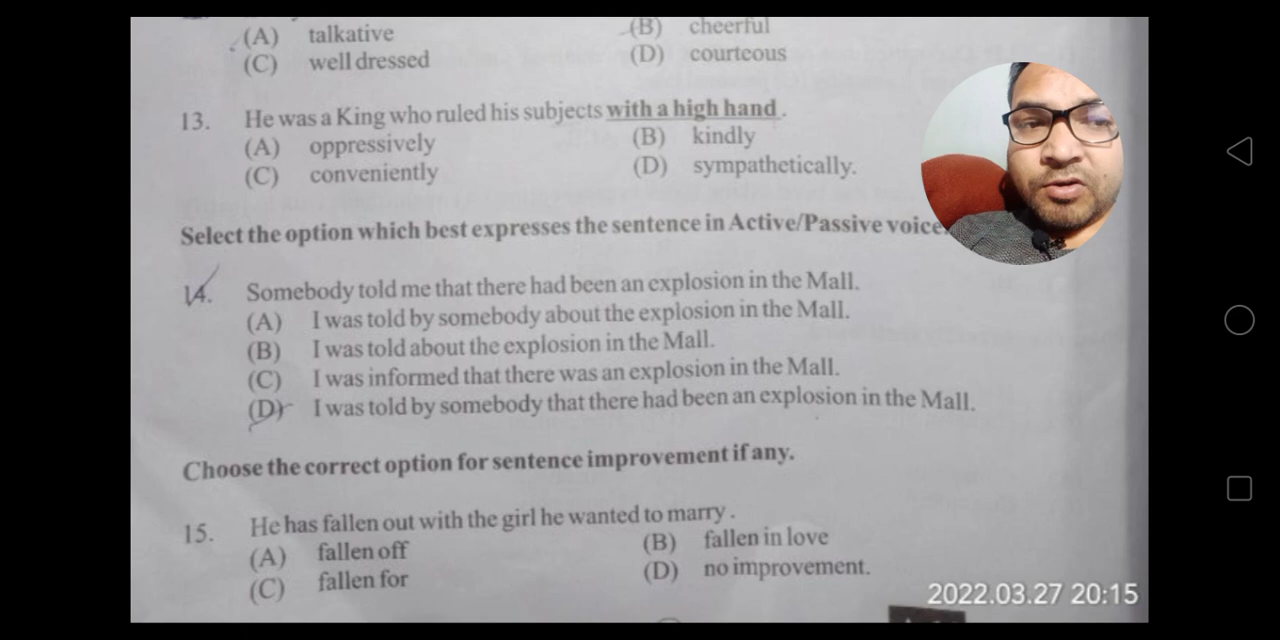 (A) talkative (B) cheerful
(C) well dressed (D) courteous
13. He was a King who ruled his subjects with a high hand .
(A) oppressively (B) kindly
(C) conveniently (D) sympathetically.
Select the option which best expresses the sentence in Active/Passive voice.
14. Somebody told me that there had been an explosion in the Mall.
(A) I was told by somebody about the explosion in the Mall.
(B) I was told about the explosion in the Mall.
(C) I was informed that there was an explosion in the Mall.
(D) I was told by somebody that there had been an explosion in the Mall.
Choose the correct option for sentence improvement if any.
15. He has fallen out with the girl he wanted to marry .
(A) fallen off (B) fallen in love
(C) fallen for (D) no improvement.
2022.03.27 20:15